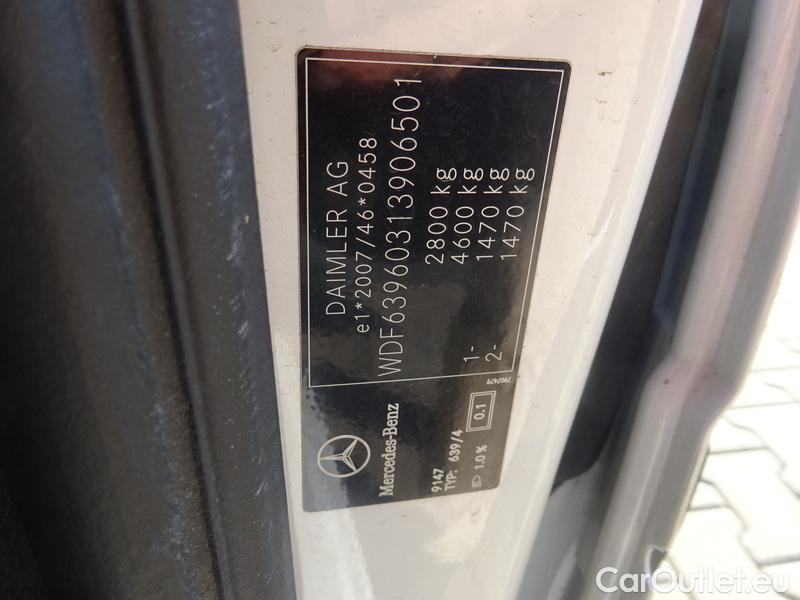 DAIMLER AG
e1*2007/46*0458
WDF63960313906501
2800 kg
4600 kg
1- 1470 kg
2- 1470 kg
7907479
Mercedes-Benz
9147
TYP: 639/4
1.0 %
0.1
CarOutlet.eu